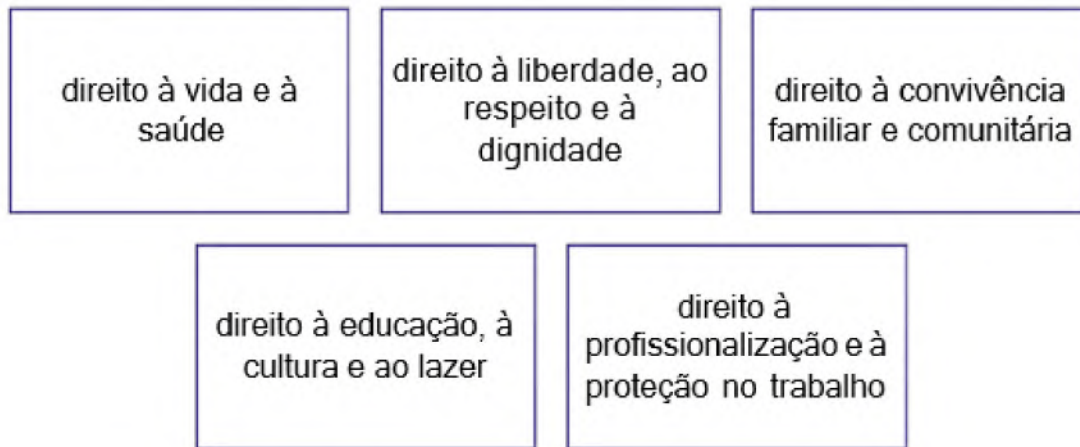 direito à vida e à
saúde
direito à liberdade, ao
respeito e à
dignidade
direito à convivência
familiar e comunitária
direito à educação, à
cultura e ao lazer
direito à
profissionalização e à
proteção no trabalho